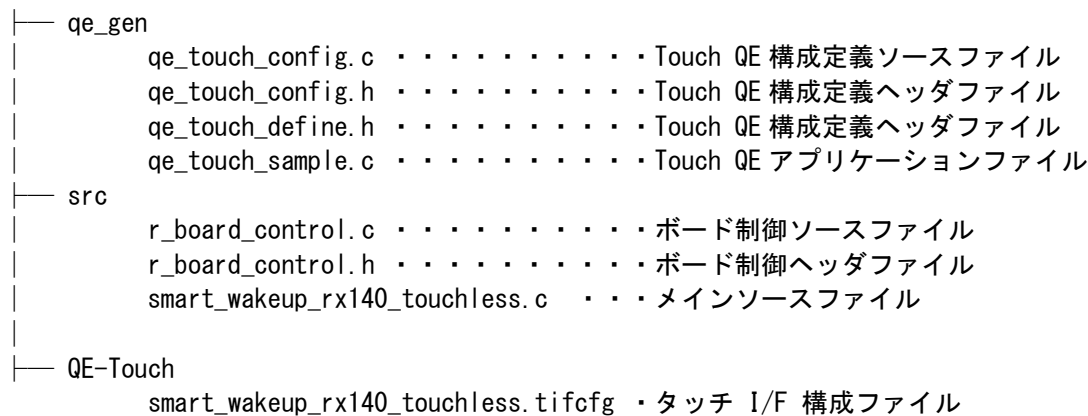 ├── qe_gen
│ qe_touch_config.c ・・・・・・・・・・Touch QE 構成定義ソースファイル
│ qe_touch_config.h ・・・・・・・・・・Touch QE 構成定義ヘッダファイル
│ qe_touch_define.h ・・・・・・・・・・Touch QE 構成定義ヘッダファイル
│ qe_touch_sample.c ・・・・・・・・・・Touch QE アプリケーションファイル
├── src
│ r_board_control.c ・・・・・・・・・・ボード制御ソースファイル
│ r_board_control.h ・・・・・・・・・・ボード制御ヘッダファイル
│ smart_wakeup_rx140_touchless.c ・・・メインソースファイル
│
├── QE-Touch
smart_wakeup_rx140_touchless.tifcfg ・タッチ I/F 構成ファイル